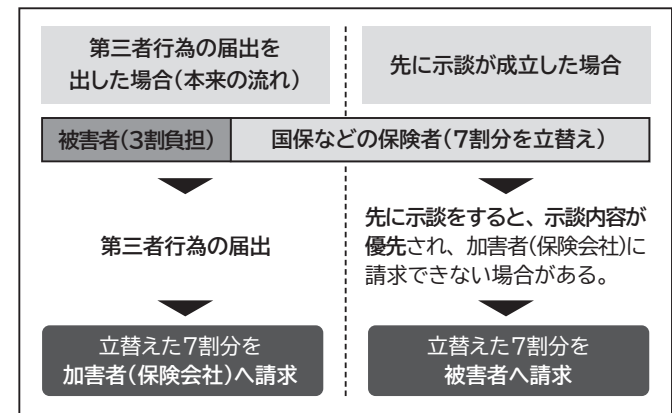 第三者行為の届出を
出した場合(本来の流れ)
先に示談が成立した場合
被害者(3割負担)
国保などの保険者(7割分を立替え)
第三者行為の届出
先に示談をすると、示談内容が
優先され、加害者(保険会社)に
請求できない場合がある。
立替えた7割分を
加害者(保険会社)へ請求
立替えた7割分を
被害者へ請求